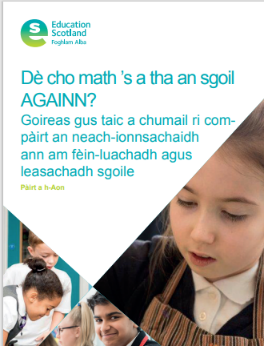 Education
Scotland
Foghlam Alba
Dè cho math ’s a tha an sgoil
AGAINN?
Goireas gus taic a chumail ri com-
pàirt an neach-ionnsachaidh
ann am fèin-luachadh agus
leasachadh sgoile
Pàirt a h-Aon